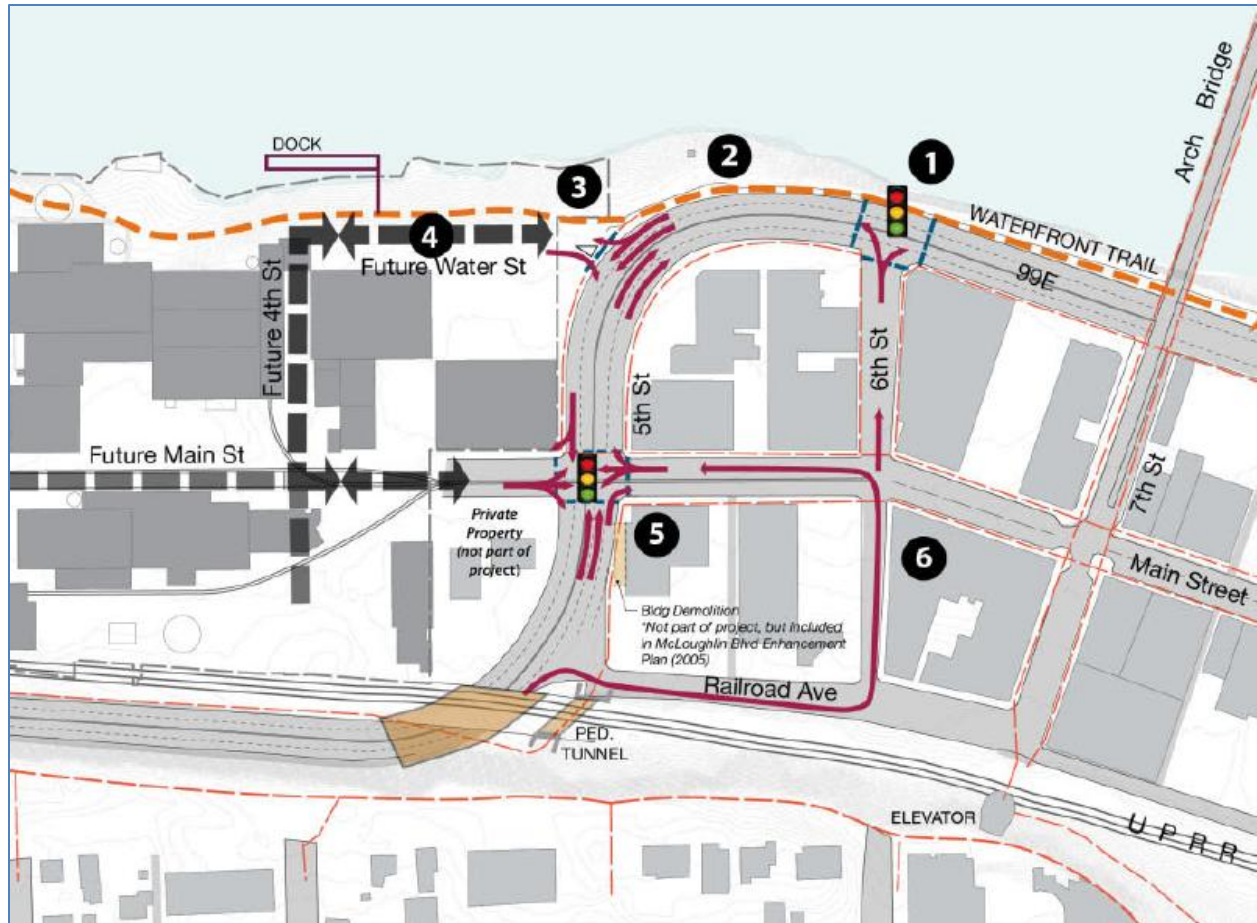 Arch Bridge
DOCK
1
2
3
WATERFRONT TRAIL
4
Future Water St
99E
Future 4th St
6th St
5th St
Future Main St
7th St
Private
Property
(not part of
project)
5
6
Main Street
Bldg Demolition
*Not part of project, but included
in McLoughlin Blvd Enhancement
Plan (2005)
Railroad Ave
PED.
TUNNEL
ELEVATOR
UPRR